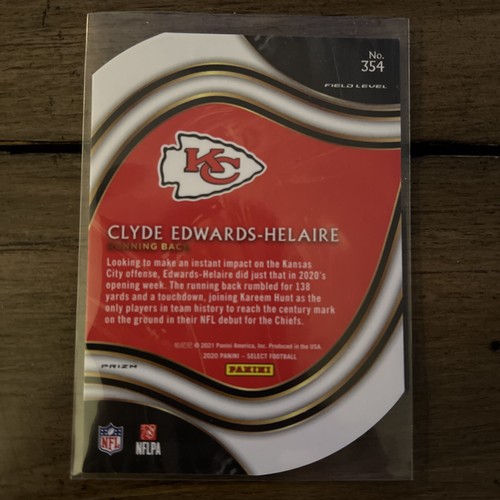 No.
354
FIELD LEVEL
KC
CLYDE EDWARDS-HELAIRE
RUNNING BACK
Looking to make an instant impact on the Kansas
City offense, Edwards-Helaire did just that in 2020's
opening week. The running back rumbled for 138
yards and a touchdown, joining Kareem Hunt as the
only players in team history to reach the century mark
on the ground in their NFL debut for the Chiefs.
© 2021 Panini America, Inc. Produced in the USA.
2020 PANINI – SELECT FOOTBALL
PANINI
PRIZM
NFL
NFLPA